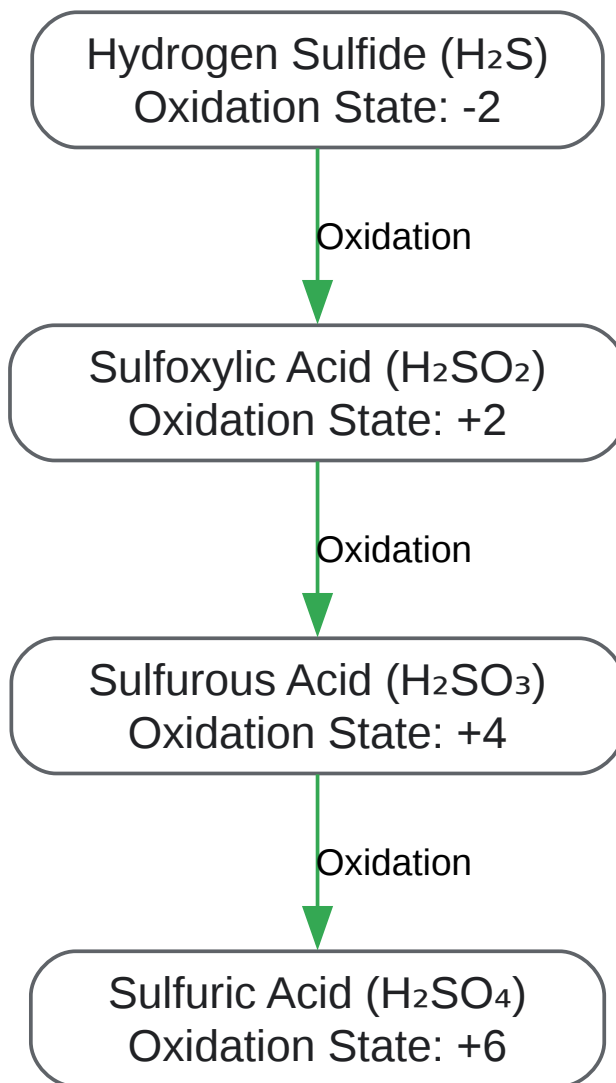 Hydrogen Sulfide (H₂S)
Oxidation State: -2
Oxidation
Sulfoxylic Acid (H₂SO₂)
Oxidation State: +2
Oxidation
Sulfurous Acid (H₂SO₃)
Oxidation State: +4
Oxidation
Sulfuric Acid (H₂SO₄)
Oxidation State: +6